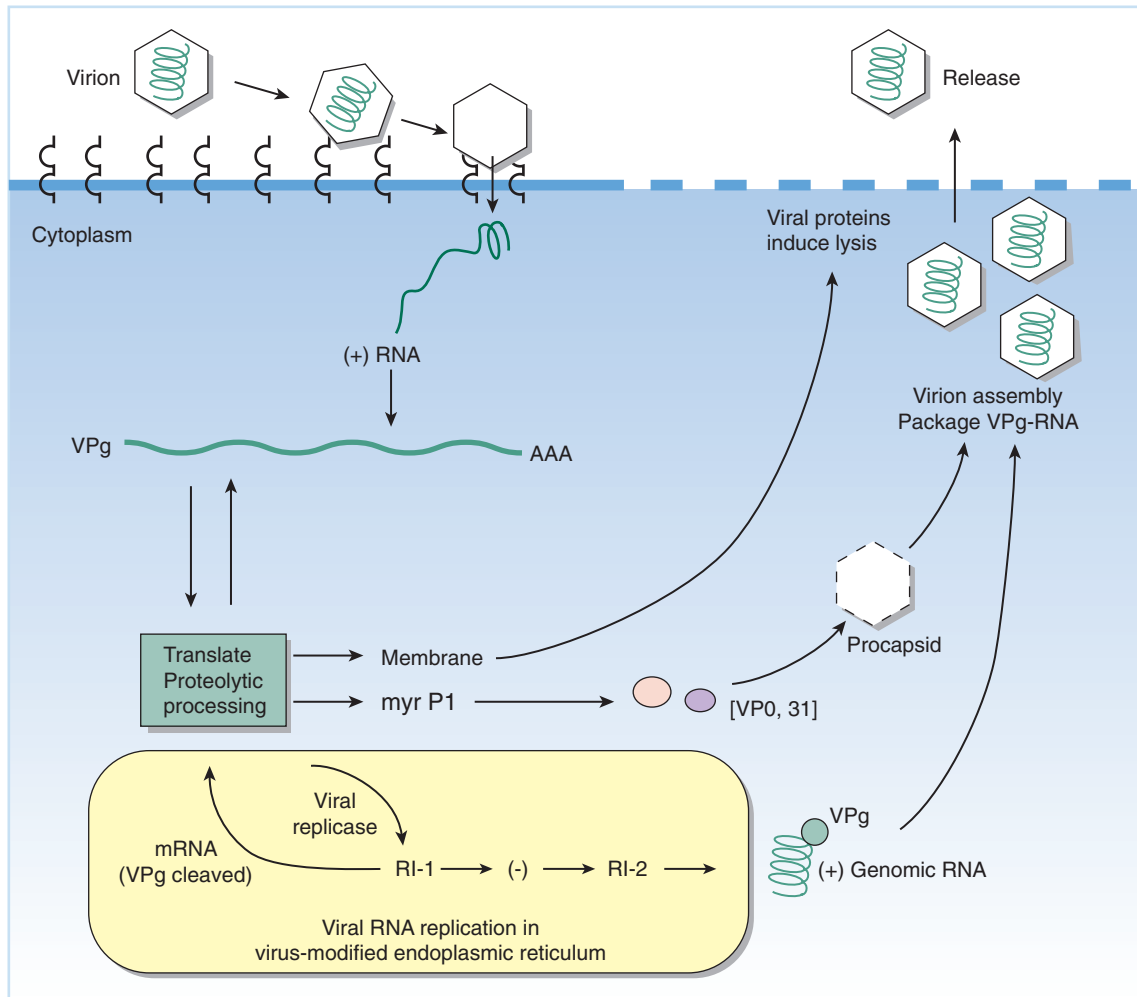 Virion
Release
Cytoplasm
Viral proteins
induce lysis
(+) RNA
Virion assembly
Package VPg-RNA
VPg
AAA
Procapsid
Translate
Proteolytic
processing
Membrane
myr P1
[VP0, 31]
Viral
replicase
mRNA
(VPg cleaved)
RI-1
(-)
RI-2
VPg
(+) Genomic RNA
Viral RNA replication in
virus-modified endoplasmic reticulum